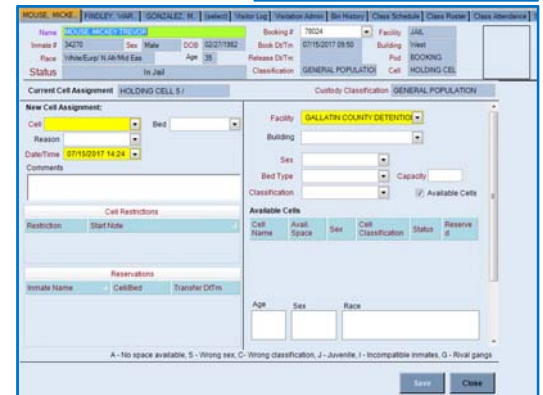 MOUSE, MICKE... FINDLEY, WAR... GONZALEZ, M. (select) Visitor Log Visitation Admin Bin History Class Schedule Class Roster Class Attendance
Name MOUSE, MICKEY TREVOR Booking # 78024 Facility JAIL
Inmate # 34270 Sex Male DOB 02/27/1982 Book Dt/Tm 07/15/2017 09:50 Building West
Race White/Eurp/ N.Afr/Mid Eas Age 35 Release Dt/Tm Pod BOOKING
Status In Jail Classification GENERAL POPULATIO Cell HOLDING CEL
Current Cell Assignment HOLDING CELL 5 / Custody Classification GENERAL POPULATION
New Cell Assignment:
Cell Bed
Reason
Date/Time 07/15/2017 14:24
Comments
Cell Restrictions
Restriction Start Note
Reservations
Inmate Name Cell/Bed Transfer Dt/Tm
Facility GALLATIN COUNTY DETENTIO
Building
Sex
Bed Type Capacity
Classification Available Cells
Available Cells
Cell Name Avail. Space Sex Cell Classification Status Reserve d
Age Sex Race
A - No space available, S - Wrong sex, C- Wrong classification, J - Juvenile, I - Incompatible inmates, G - Rival gangs
Save Close